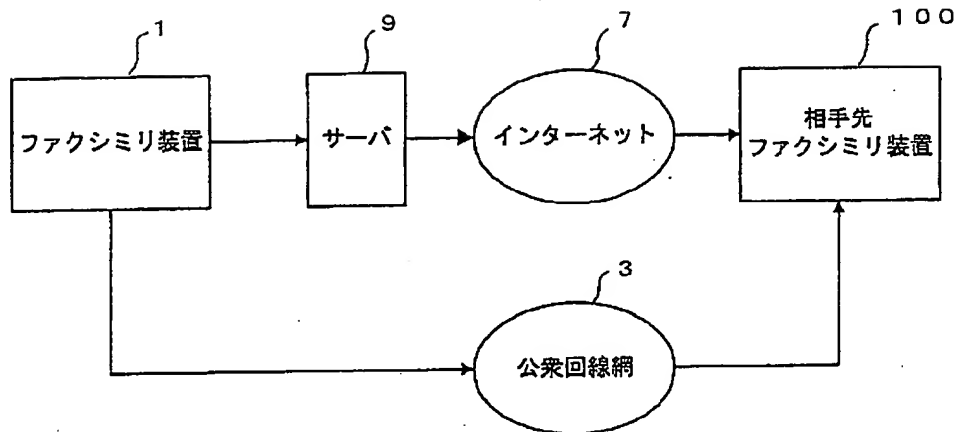 1
9
7
100
ファクシミリ装置
サーバ
インターネット
相手先
ファクシミリ装置
3
公衆回線網